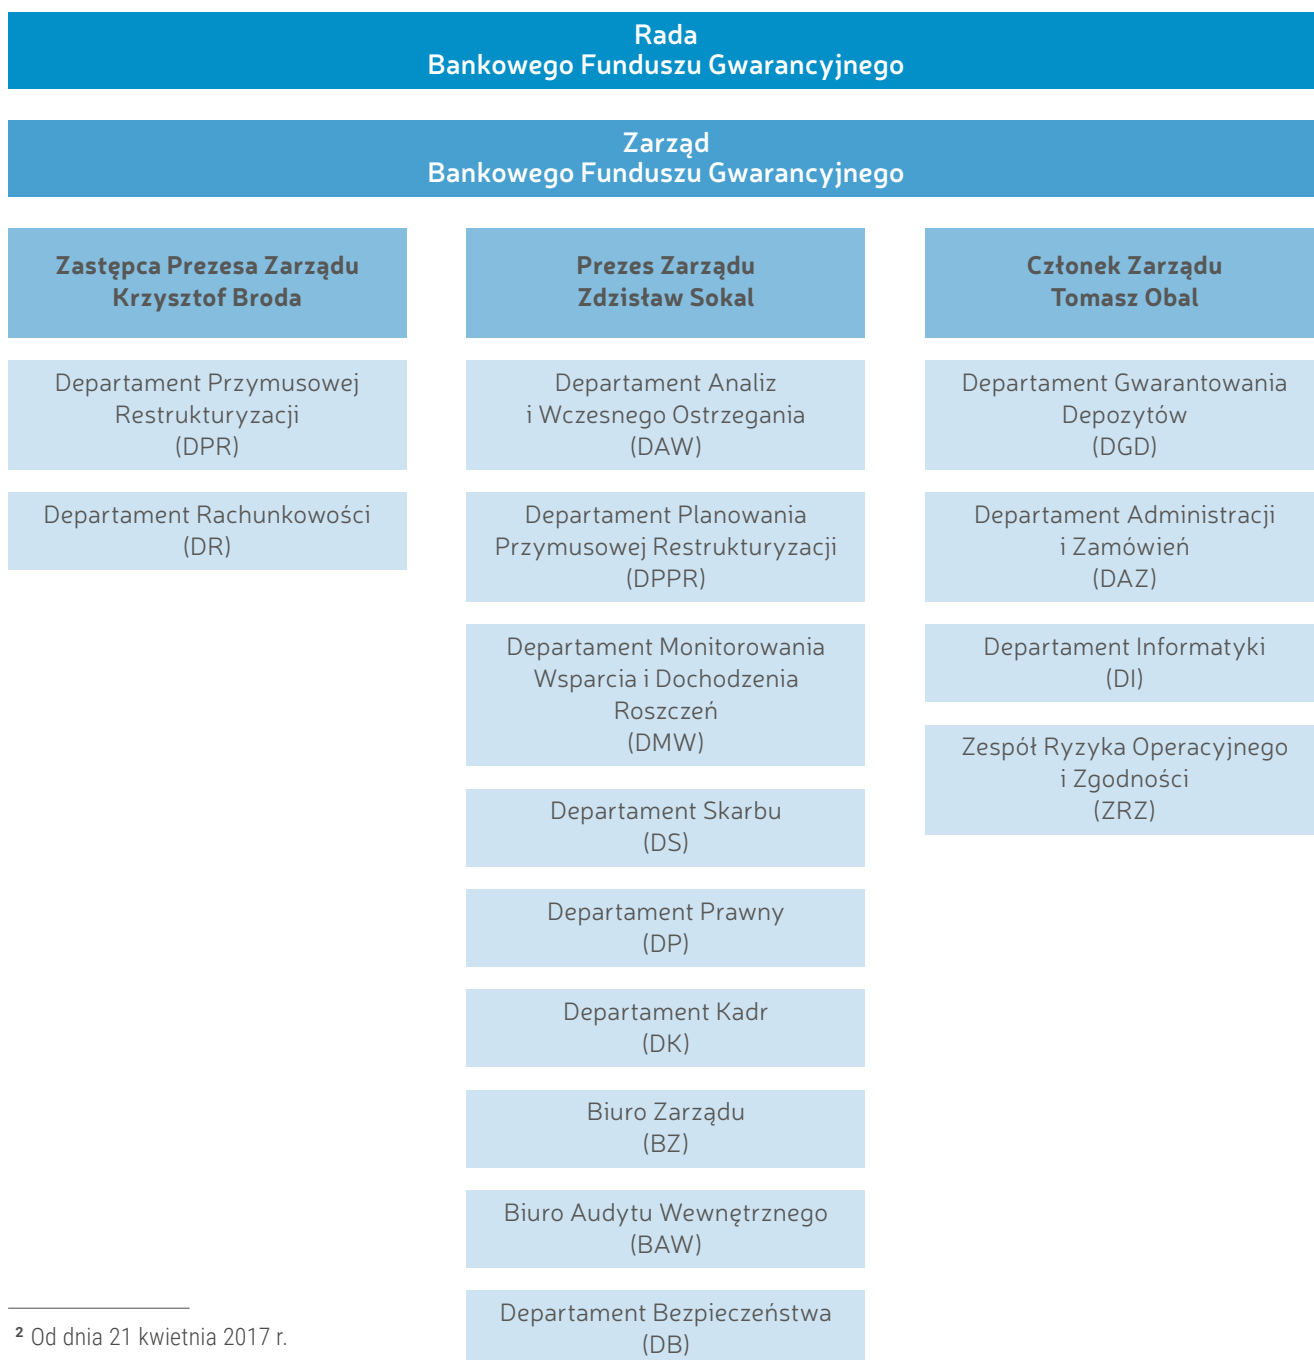 Rada
Bankowego Funduszu Gwarancyjnego
Zarząd
Bankowego Funduszu Gwarancyjnego
Zastępca Prezesa Zarządu
Krzysztof Broda
Departament Przymusowej
Restrukturyzacji
(DPR)
Departament Rachunkowości
(DR)
Prezes Zarządu
Zdzisław Sokal
Departament Analiz
i Wczesnego Ostrzegania
(DAW)
Departament Planowania
Przymusowej Restrukturyzacji
(DPPR)
Departament Monitorowania
Wsparcia i Dochodzenia
Roszczeń
(DMW)
Departament Skarbu
(DS)
Departament Prawny
(DP)
Departament Kadr
(DK)
Biuro Zarządu
(BZ)
Biuro Audytu Wewnętrznego
(BAW)
Departament Bezpieczeństwa
(DB)
Członek Zarządu
Tomasz Obal
Departament Gwarantowania
Depozytów
(DGD)
Departament Administracji
i Zamówień
(DAZ)
Departament Informatyki
(DI)
Zespół Ryzyka Operacyjnego
i Zgodności
(ZRZ)
² Od dnia 21 kwietnia 2017 r.